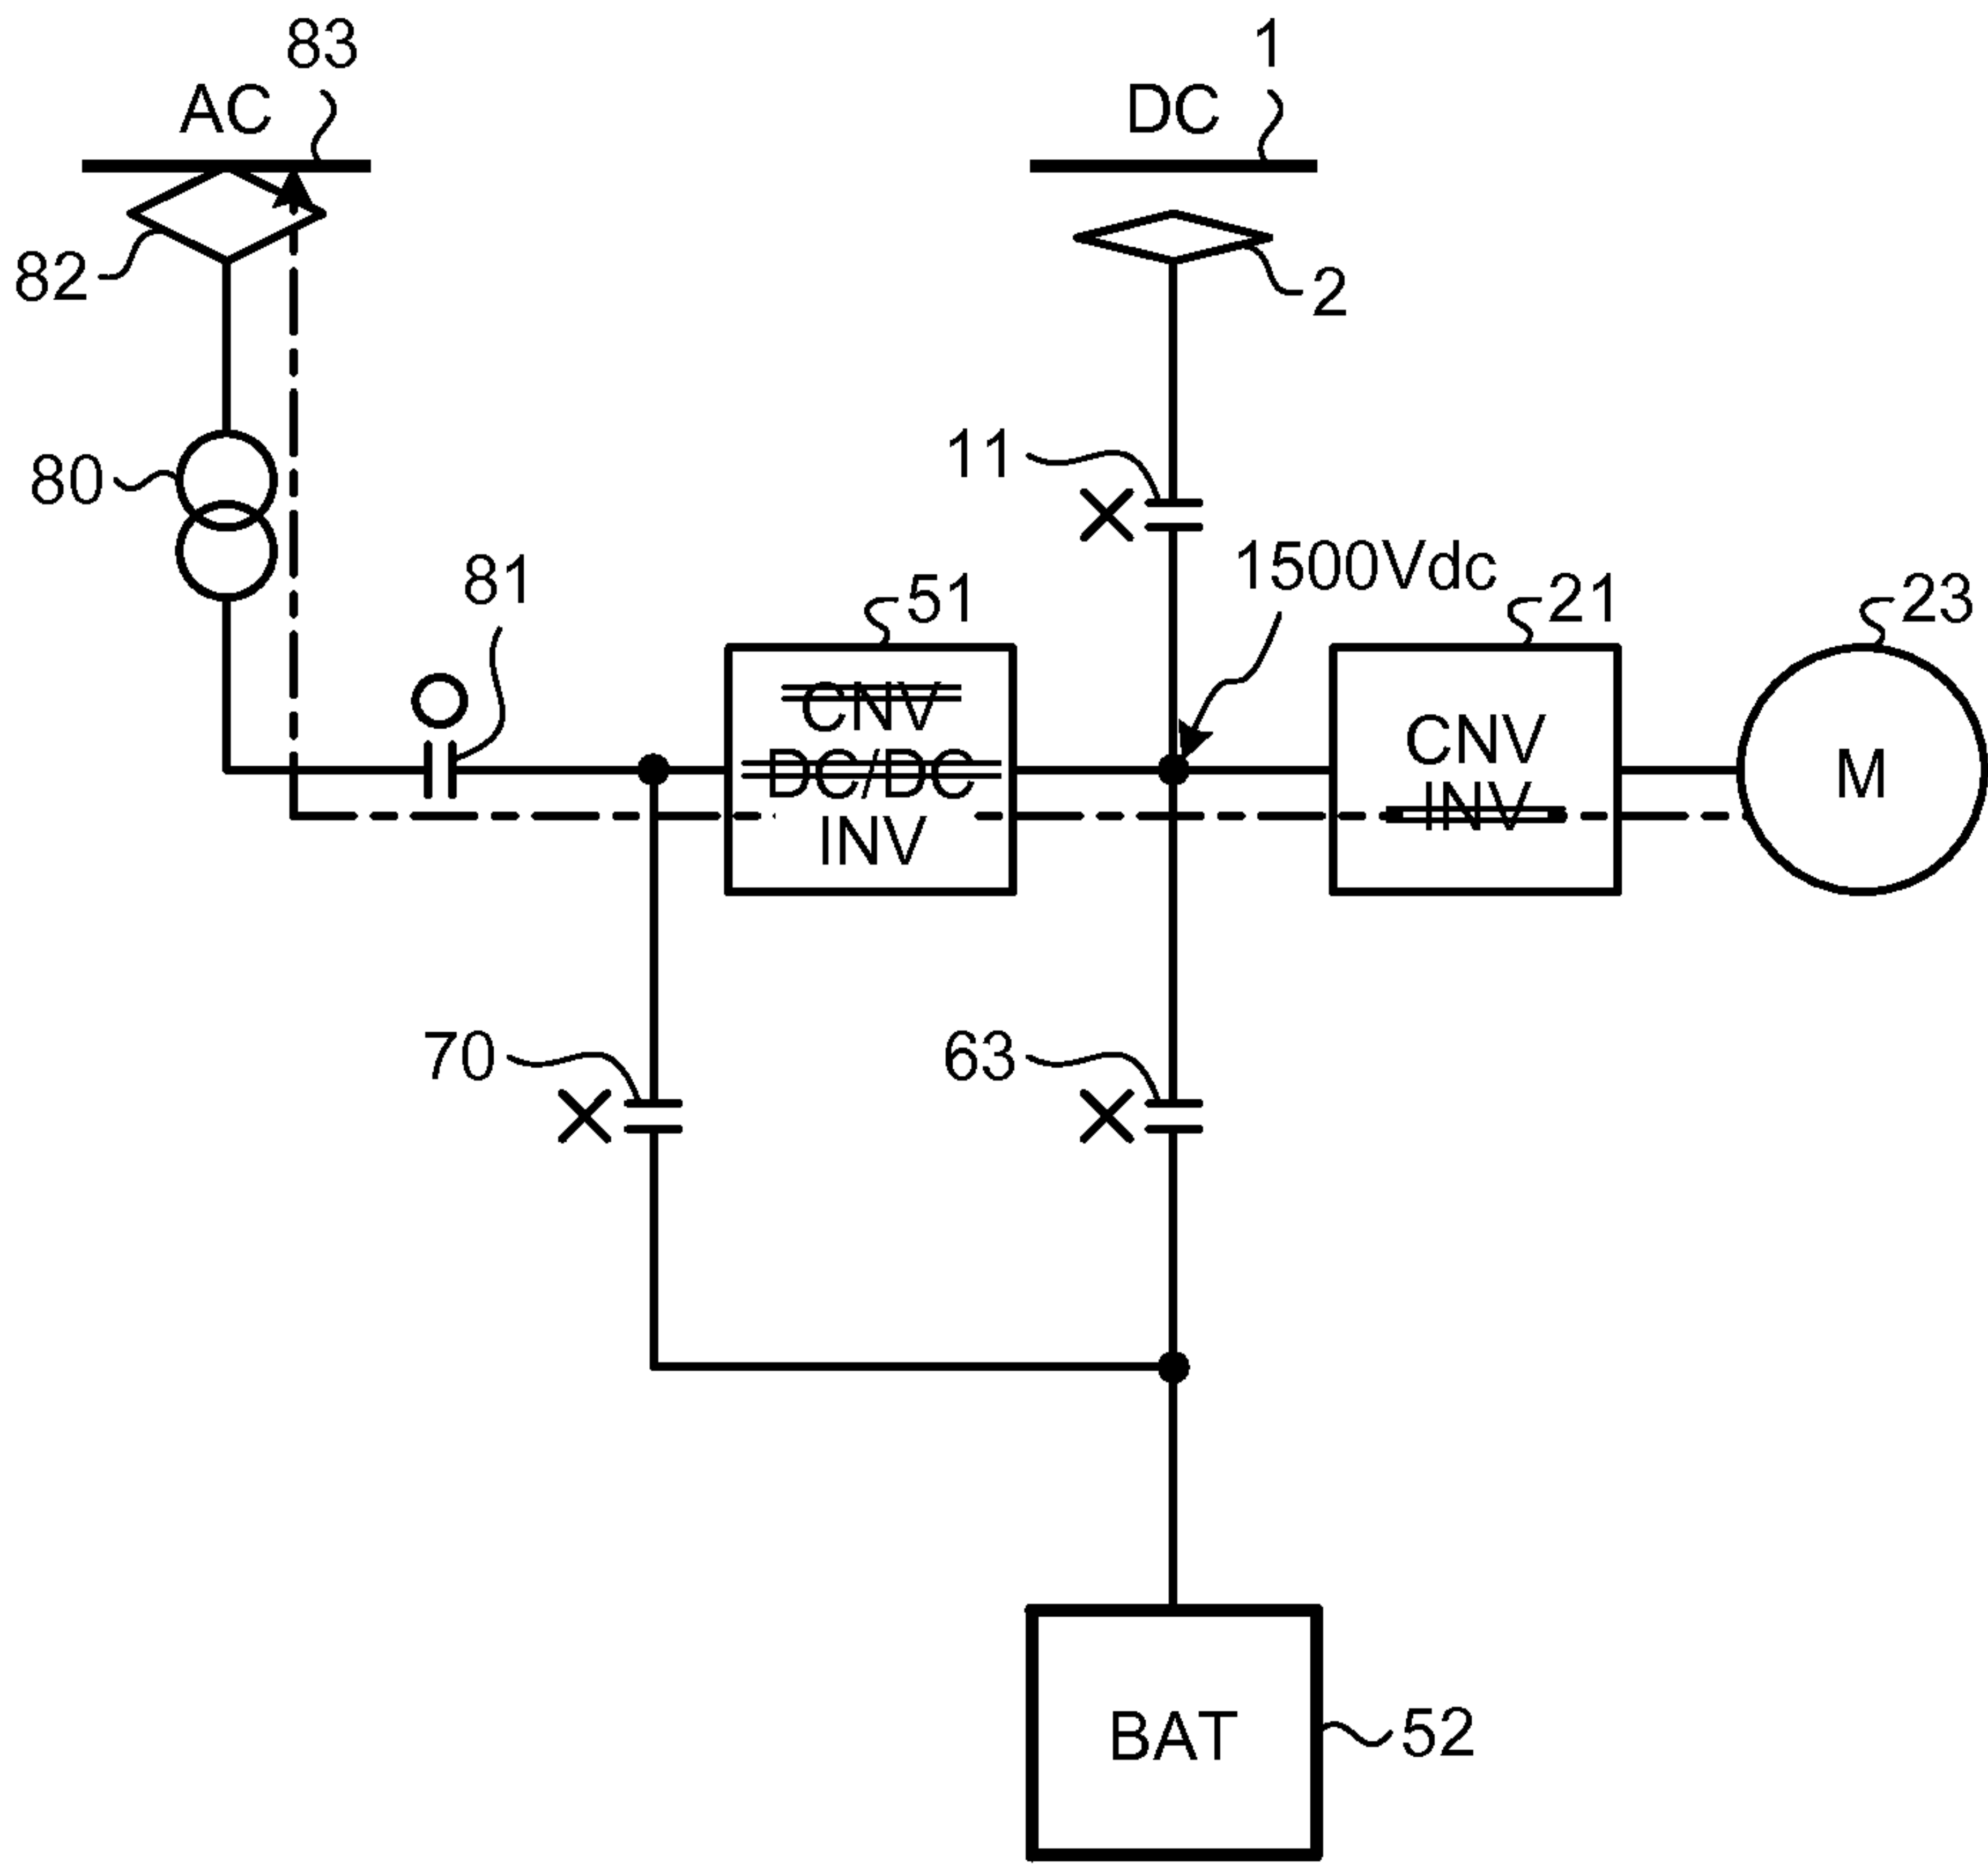 83
1
AC
DC
82
2
80
11
81
1500Vdc
51
21
23
CNV
DC/DC
INV
CNV
INV
M
70
63
BAT
52